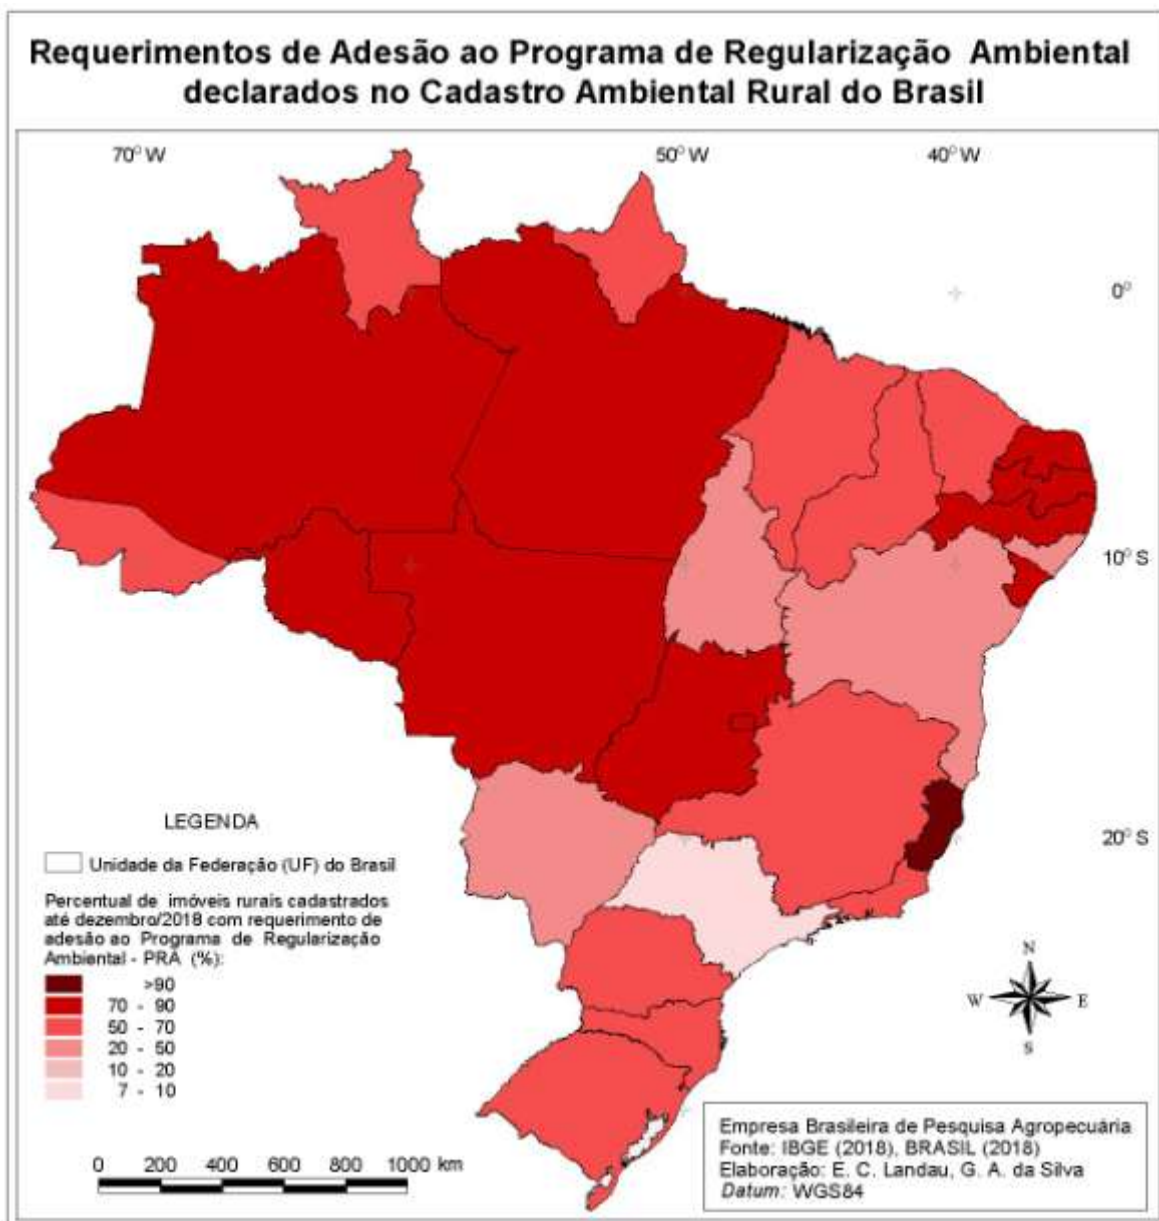 Requerimentos de Adesão ao Programa de Regularização Ambiental
declarados no Cadastro Ambiental Rural do Brasil
70° W
50° W
40° W
0°
10° S
20° S
LEGENDA
Unidade da Federação (UF) do Brasil
Percentual de imóveis rurais cadastrados
até dezembro/2018 com requerimento de
adesão ao Programa de Regularização
Ambiental - PRA (%):
>90
70 - 90
50 - 70
20 - 50
10 - 20
7 - 10
N
W
E
S
0 200 400 600 800 1000 km
Empresa Brasileira de Pesquisa Agropecuária
Fonte: IBGE (2018), BRASIL (2018)
Elaboração: E. C. Landau, G. A. da Silva
Datum: WGS84